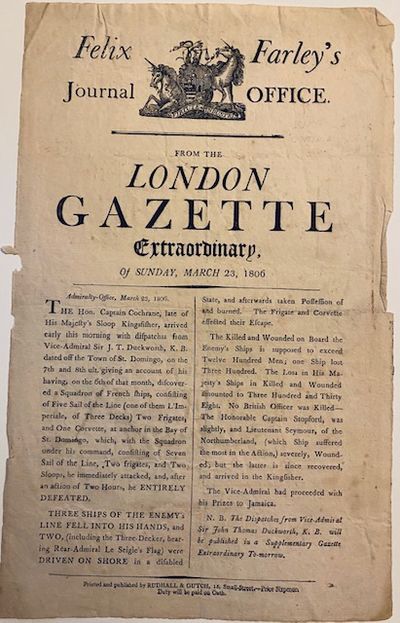 Felix Farley's
Journal OFFICE.
VIRTUTE ET INDUSTRIA
FROM THE
LONDON
GAZETTE
Extraordinary,
Of SUNDAY, MARCH 23, 1806
Admiralty-Office, March 23, 1806.
THE Hon. Captain Cochrane, late of
His Majesty's Sloop Kingsfisher, arrived
early this morning with dispatches from
Vice-Admiral Sir J. T. Duckworth, K. B.
dated off the Town of St. Domingo, on the
7th and 8th ult. giving an account of his
having, on the 6th of that month, discover-
ed a Squadron of French ships, consisting
of Five Sail of the Line (one of them L'Im-
periale, of Three Decks) Two Frigates,
and One Corvette, at anchor in the Bay of
St. Domingo, which, with the Squadron
under his command, consisting of Seven
Sail of the Line, Two frigates, and Two
Sloops, he immediately attacked, and, after
an action of Two Hours, he ENTIRELY
DEFEATED.
THREE SHIPS OF THE ENEMY's
LINE FELL INTO HIS HANDS, and
TWO, (including the Three-Decker, bear-
ing Rear-Admiral Le Seigle's Flag) were
DRIVEN ON SHORE in a disabled
State, and afterwards taken Possession of
and burned. The Frigate and Corvette
effected their Escape.
The Killed and Wounded on Board the
Enemy's Ships is supposed to exceed
Twelve Hundred Men; one Ship lost
Three Hundred. The Loss in His Ma-
jesty's Ships in Killed and Wounded
amounted to Three Hundred and Thirty
Eight. No British Officer was Killed—
The Honorable Captain Stopford, was
slightly, and Lieutenant Seymour, of the
Northumberland, (which Ship suffered
the most in the Action,) severely, Wound-
ed; but the latter is since recovered,
and arrived in the Kingsfisher.
The Vice-Admiral had proceeded with
his Prizes to Jamaica.
N. B. The Dispatches from Vice-Admiral
Sir John Thomas Duckworth, K. B. will
be published in a Supplementary Gazette
Extraordinary To-morrow.
Printed and published by RUDHALL & GUTCH, 15, Small-Street.—Price Sixpence
Duty will be paid on Oath.